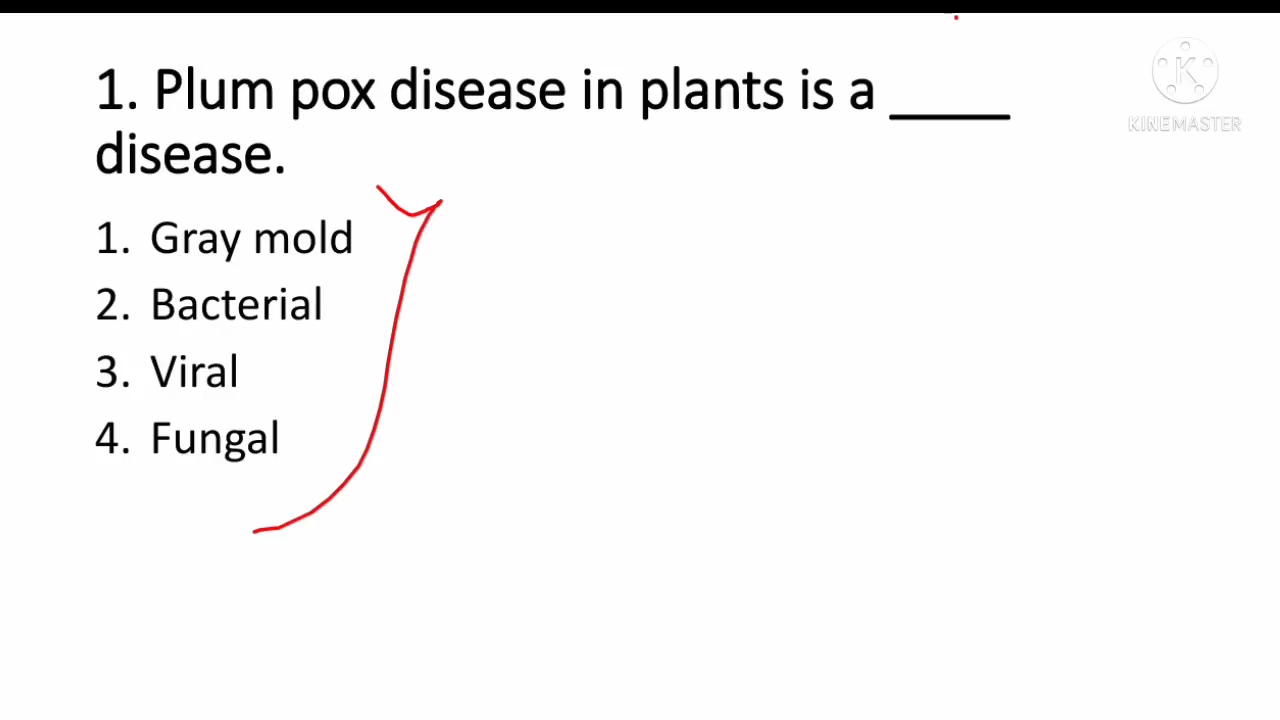 1. Plum pox disease in plants is a _____
disease.
1. Gray mold
2. Bacterial
3. Viral
4. Fungal
KINEMASTER